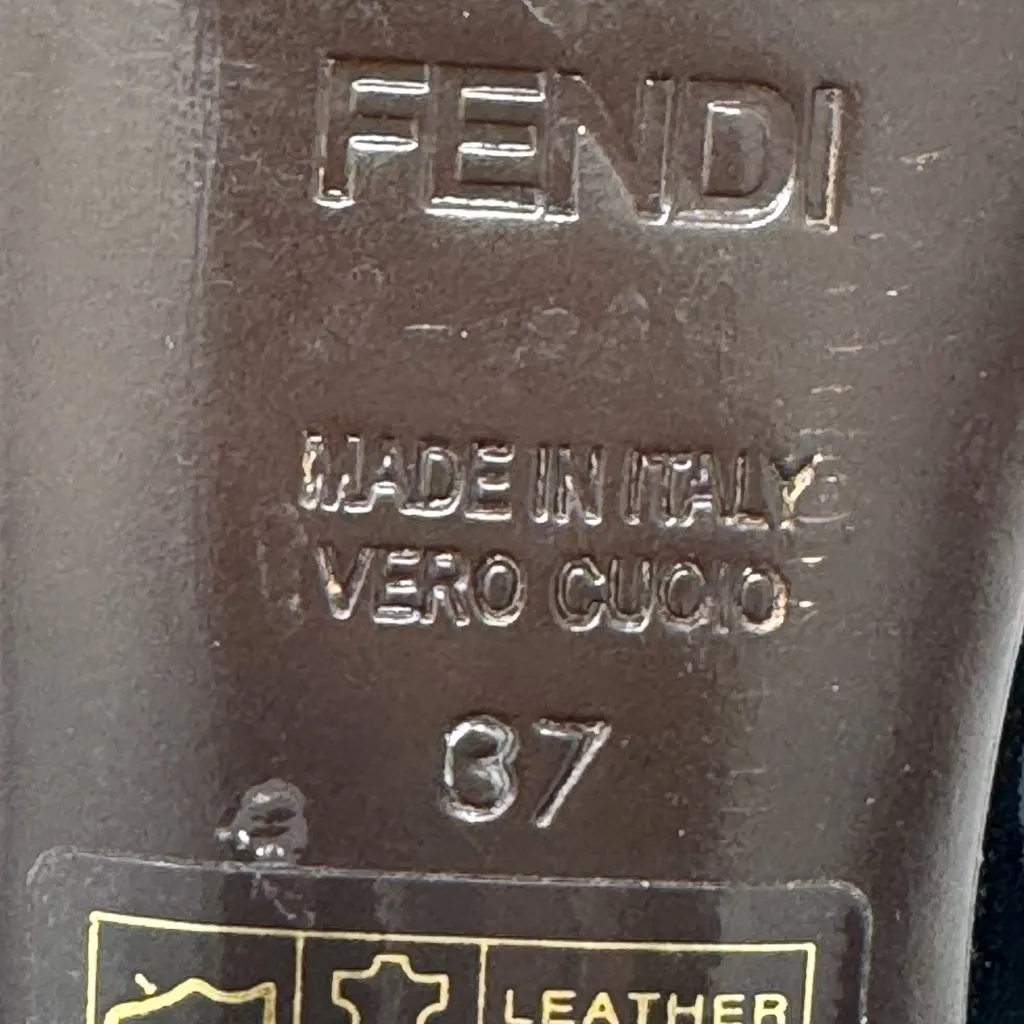 FENDI
MADE IN ITALY
VERO CUOIO
37
LEATHER